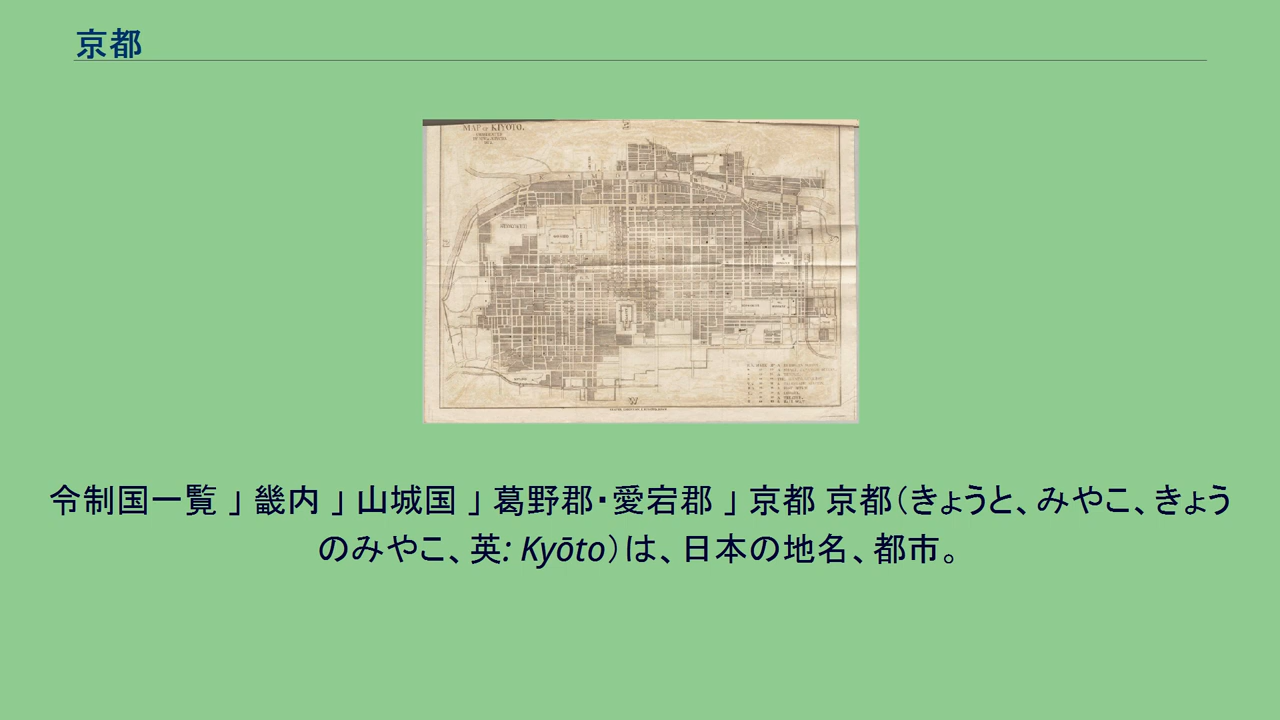 京都
MAP of KIYOTO.
令制国一覧 」 畿内 」 山城国 」 葛野郡・愛宕郡 」 京都 京都（きょうと、みやこ、きょう
のみやこ、英: Kyōto）は、日本の地名、都市。